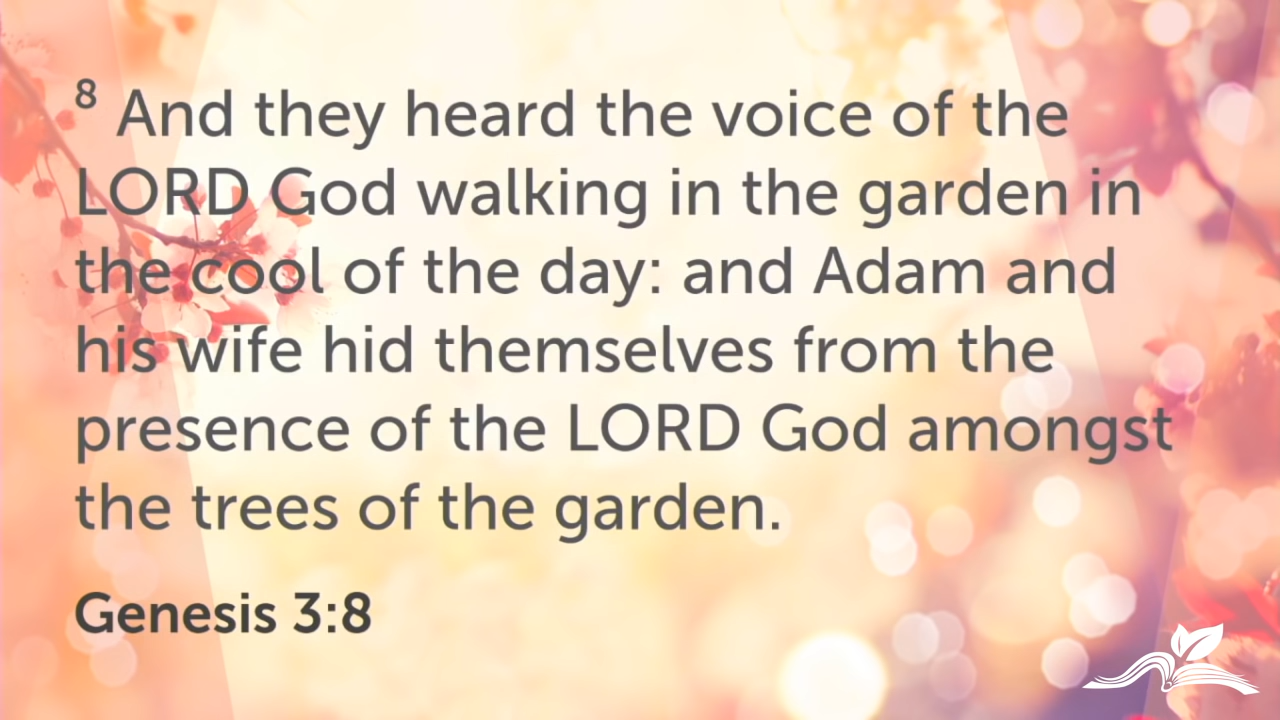 8 And they heard the voice of the
LORD God walking in the garden in
the cool of the day: and Adam and
his wife hid themselves from the
presence of the LORD God amongst
the trees of the garden.
Genesis 3:8